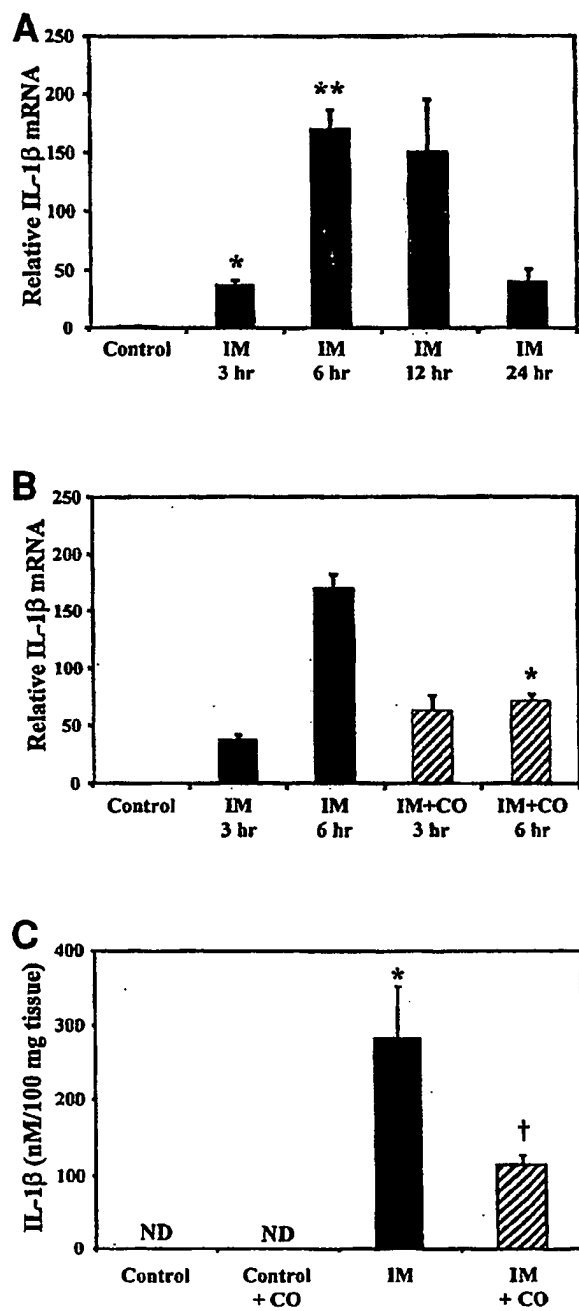 A
Relative IL-1β mRNA
250
200
150
100
50
0
*
**
Control IM IM IM IM
3 hr 6 hr 12 hr 24 hr
B
Relative IL-1β mRNA
250
200
150
100
50
0
*
Control IM IM IM+CO IM+CO
3 hr 6 hr 3 hr 6 hr
C
IL-1β (nM/100 mg tissue)
400
300
200
100
0
ND
ND
*
†
Control Control IM IM
+ CO + CO